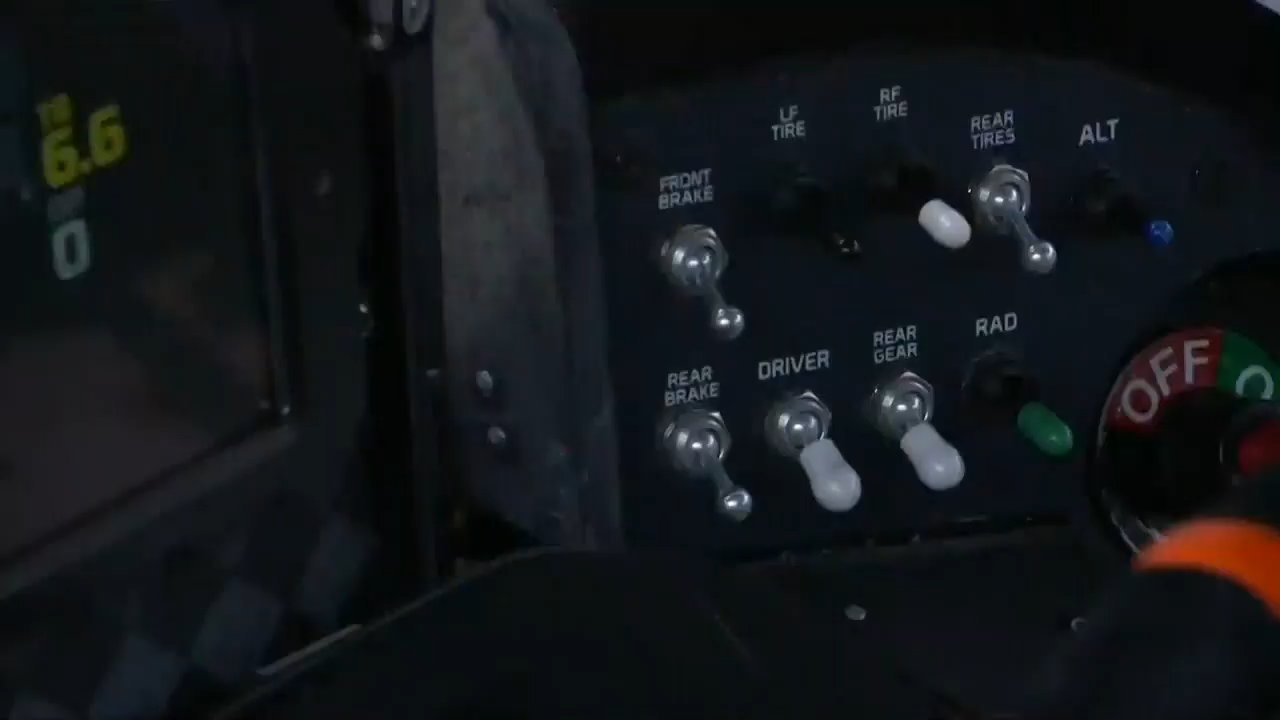 6.6
0
LF
TIRE
RF
TIRE
REAR
TIRES
ALT
FRONT
BRAKE
REAR
BRAKE
DRIVER
REAR
GEAR
RAD
OFF